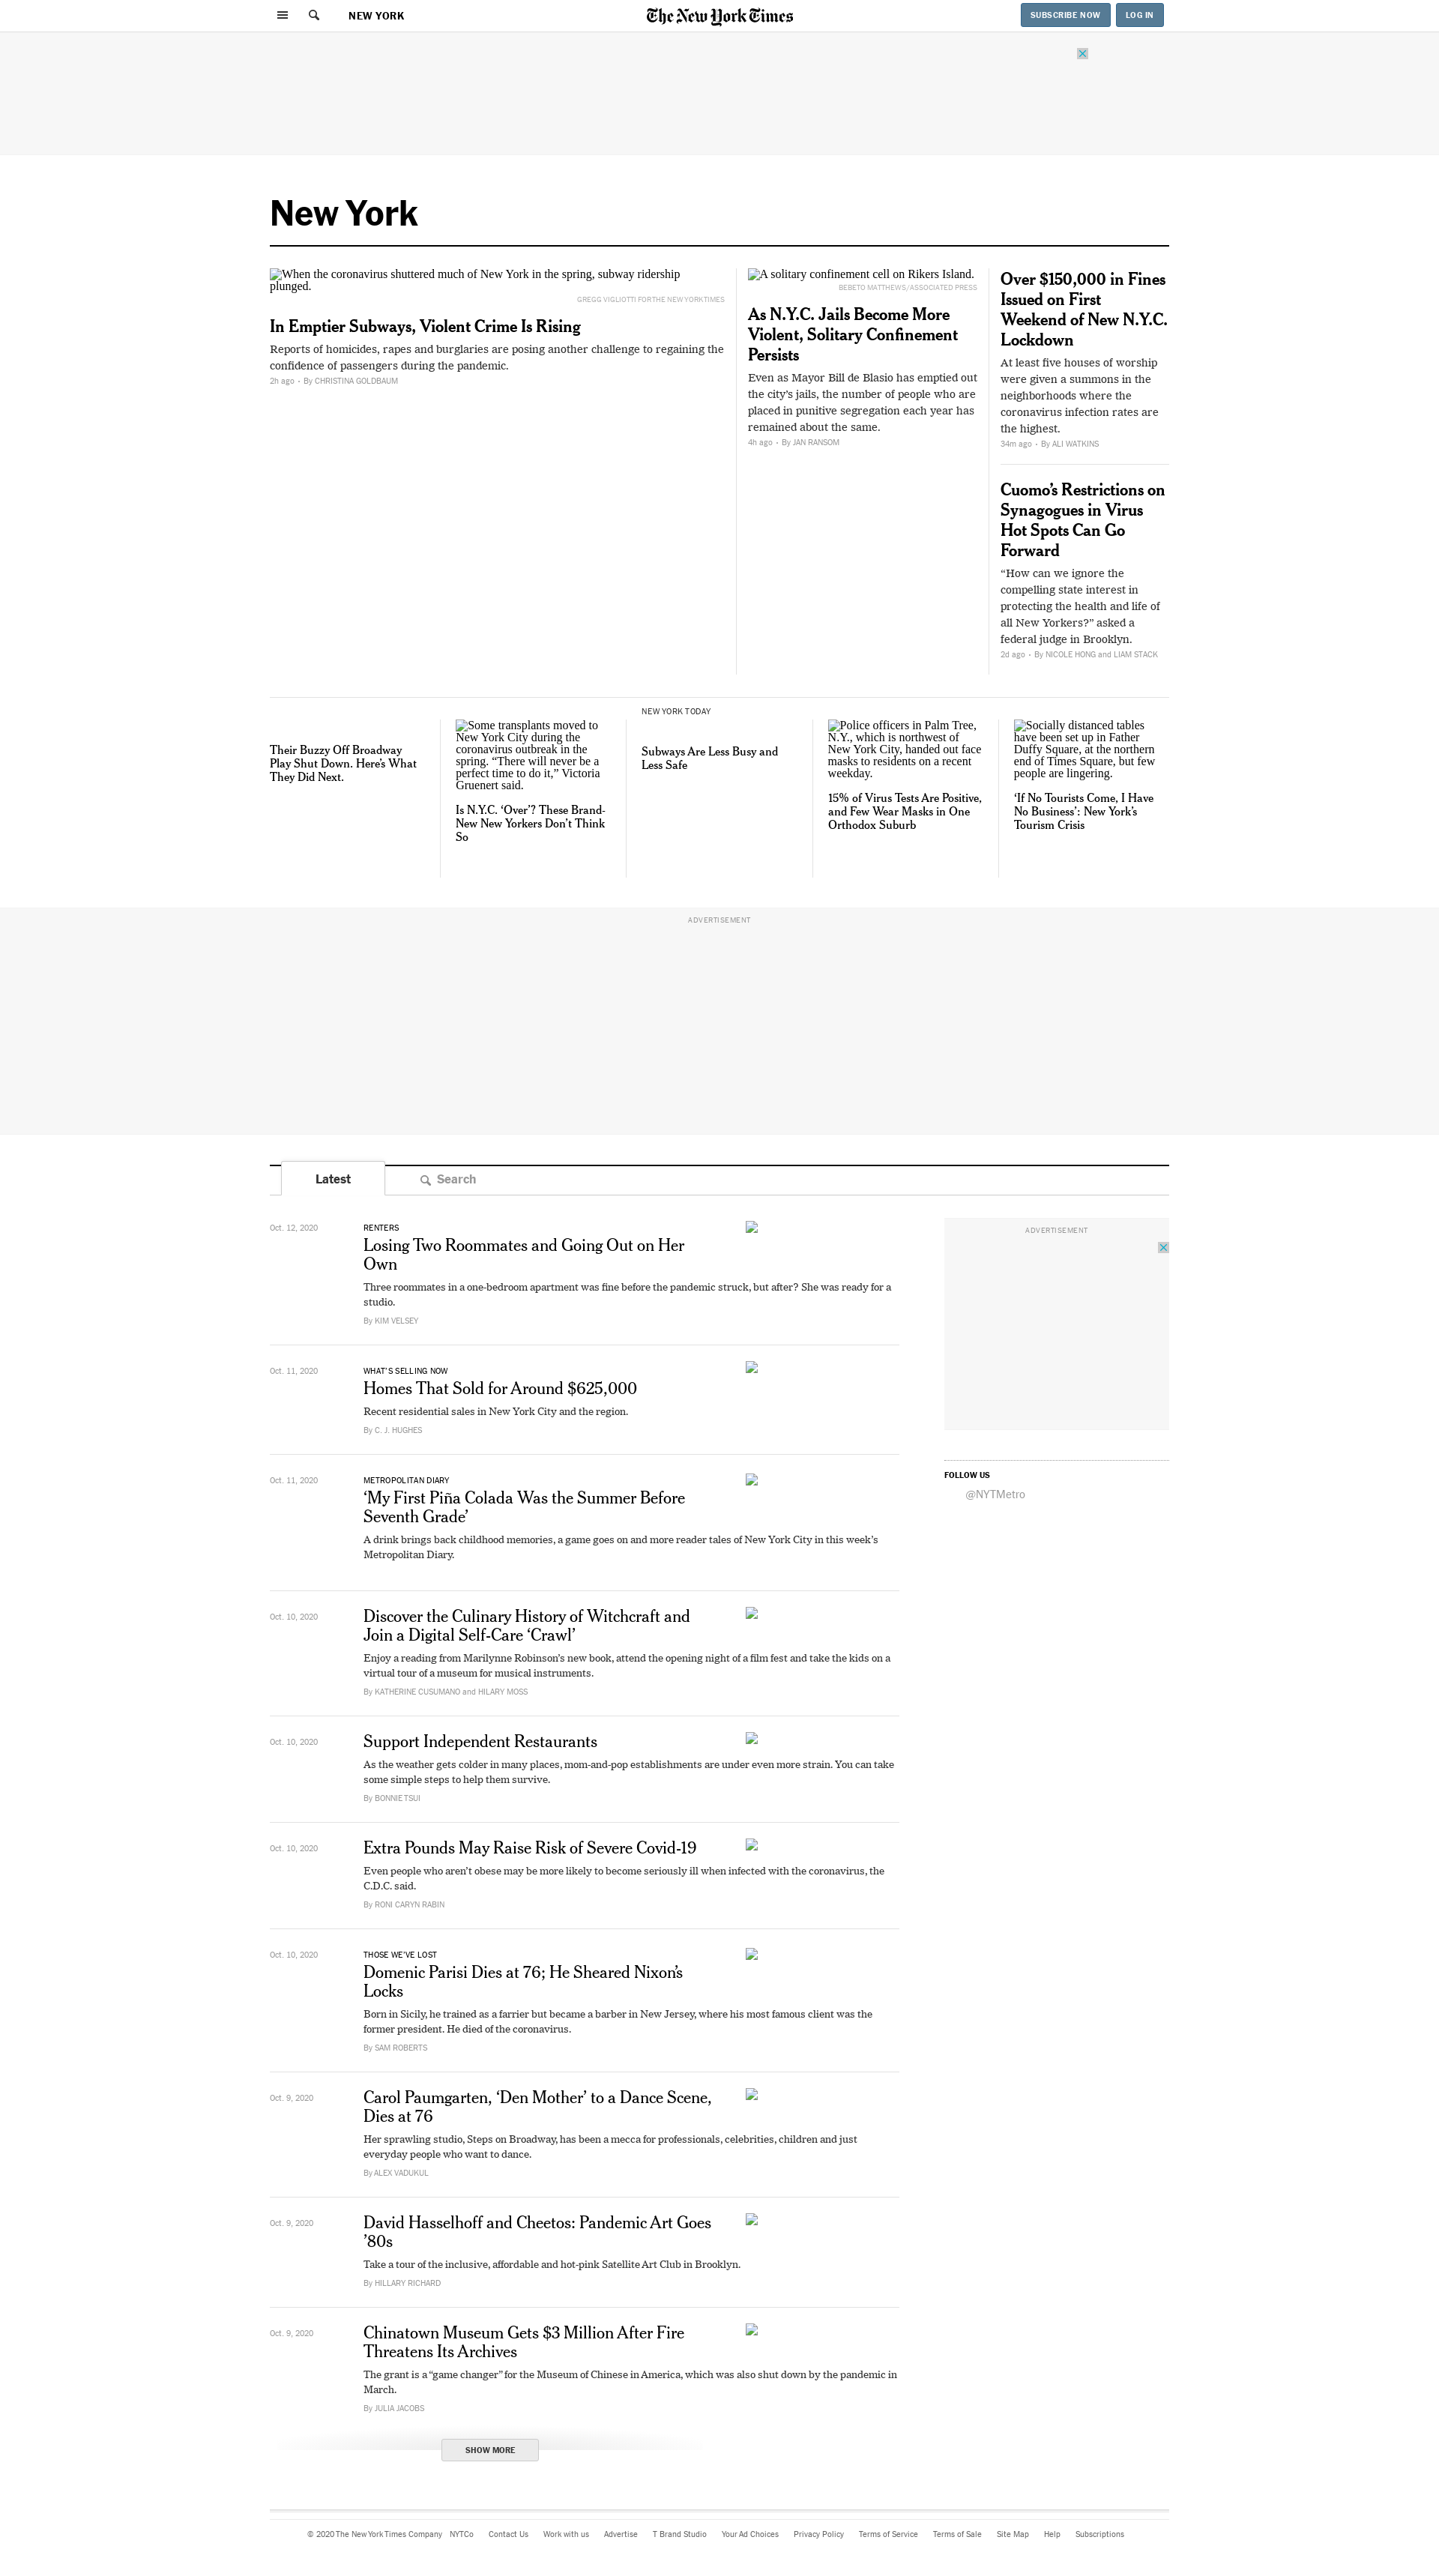 NEW YORK
The New York Times
SUBSCRIBE NOW
LOG IN
New York
When the coronavirus shuttered much of New York in the spring, subway ridership
plunged.
GREGG VIGLIOTTI FOR THE NEW YORK TIMES
In Emptier Subways, Violent Crime Is Rising
Reports of homicides, rapes and burglaries are posing another challenge to regaining the
confidence of passengers during the pandemic.
2h ago • By CHRISTINA GOLDBAUM
A solitary confinement cell on Rikers Island.
BEBETO MATTHEWS/ASSOCIATED PRESS
As N.Y.C. Jails Become More
Violent, Solitary Confinement
Persists
Even as Mayor Bill de Blasio has emptied out
the city’s jails, the number of people who are
placed in punitive segregation each year has
remained about the same.
4h ago • By JAN RANSOM
Over $150,000 in Fines
Issued on First
Weekend of New N.Y.C.
Lockdown
At least five houses of worship
were given a summons in the
neighborhoods where the
coronavirus infection rates are
the highest.
34m ago • By ALI WATKINS
Cuomo’s Restrictions on
Synagogues in Virus
Hot Spots Can Go
Forward
“How can we ignore the
compelling state interest in
protecting the health and life of
all New Yorkers?” asked a
federal judge in Brooklyn.
2d ago • By NICOLE HONG and LIAM STACK
Their Buzzy Off Broadway
Play Shut Down. Here’s What
They Did Next.
Some transplants moved to
New York City during the
coronavirus outbreak in the
spring. “There will never be a
perfect time to do it,” Victoria
Gruenert said.
Is N.Y.C. ‘Over’? These Brand-
New New Yorkers Don’t Think
So
NEW YORK TODAY
Subways Are Less Busy and
Less Safe
Police officers in Palm Tree,
N.Y., which is northwest of
New York City, handed out face
masks to residents on a recent
weekday.
15% of Virus Tests Are Positive,
and Few Wear Masks in One
Orthodox Suburb
Socially distanced tables
have been set up in Father
Duffy Square, at the northern
end of Times Square, but few
people are lingering.
‘If No Tourists Come, I Have
No Business’: New York’s
Tourism Crisis
ADVERTISEMENT
Latest
Search
Oct. 12, 2020
RENTERS
Losing Two Roommates and Going Out on Her
Own
Three roommates in a one-bedroom apartment was fine before the pandemic struck, but after? She was ready for a
studio.
By KIM VELSEY
Oct. 11, 2020
WHAT’S SELLING NOW
Homes That Sold for Around $625,000
Recent residential sales in New York City and the region.
By C. J. HUGHES
Oct. 11, 2020
METROPOLITAN DIARY
‘My First Piña Colada Was the Summer Before
Seventh Grade’
A drink brings back childhood memories, a game goes on and more reader tales of New York City in this week’s
Metropolitan Diary.
Oct. 10, 2020
Discover the Culinary History of Witchcraft and
Join a Digital Self-Care ‘Crawl’
Enjoy a reading from Marilynne Robinson’s new book, attend the opening night of a film fest and take the kids on a
virtual tour of a museum for musical instruments.
By KATHERINE CUSUMANO and HILARY MOSS
Oct. 10, 2020
Support Independent Restaurants
As the weather gets colder in many places, mom-and-pop establishments are under even more strain. You can take
some simple steps to help them survive.
By BONNIE TSUI
Oct. 10, 2020
Extra Pounds May Raise Risk of Severe Covid-19
Even people who aren’t obese may be more likely to become seriously ill when infected with the coronavirus, the
C.D.C. said.
By RONI CARYN RABIN
Oct. 10, 2020
THOSE WE’VE LOST
Domenic Parisi Dies at 76; He Sheared Nixon’s
Locks
Born in Sicily, he trained as a farrier but became a barber in New Jersey, where his most famous client was the
former president. He died of the coronavirus.
By SAM ROBERTS
Oct. 9, 2020
Carol Paumgarten, ‘Den Mother’ to a Dance Scene,
Dies at 76
Her sprawling studio, Steps on Broadway, has been a mecca for professionals, celebrities, children and just
everyday people who want to dance.
By ALEX VADUKUL
Oct. 9, 2020
David Hasselhoff and Cheetos: Pandemic Art Goes
’80s
Take a tour of the inclusive, affordable and hot-pink Satellite Art Club in Brooklyn.
By HILLARY RICHARD
Oct. 9, 2020
Chinatown Museum Gets $3 Million After Fire
Threatens Its Archives
The grant is a “game changer” for the Museum of Chinese in America, which was also shut down by the pandemic in
March.
By JULIA JACOBS
SHOW MORE
ADVERTISEMENT
FOLLOW US
@NYTMetro
© 2020 The New York Times Company NYTCo Contact Us Work with us Advertise T Brand Studio Your Ad Choices Privacy Policy Terms of Service Terms of Sale Site Map Help Subscriptions